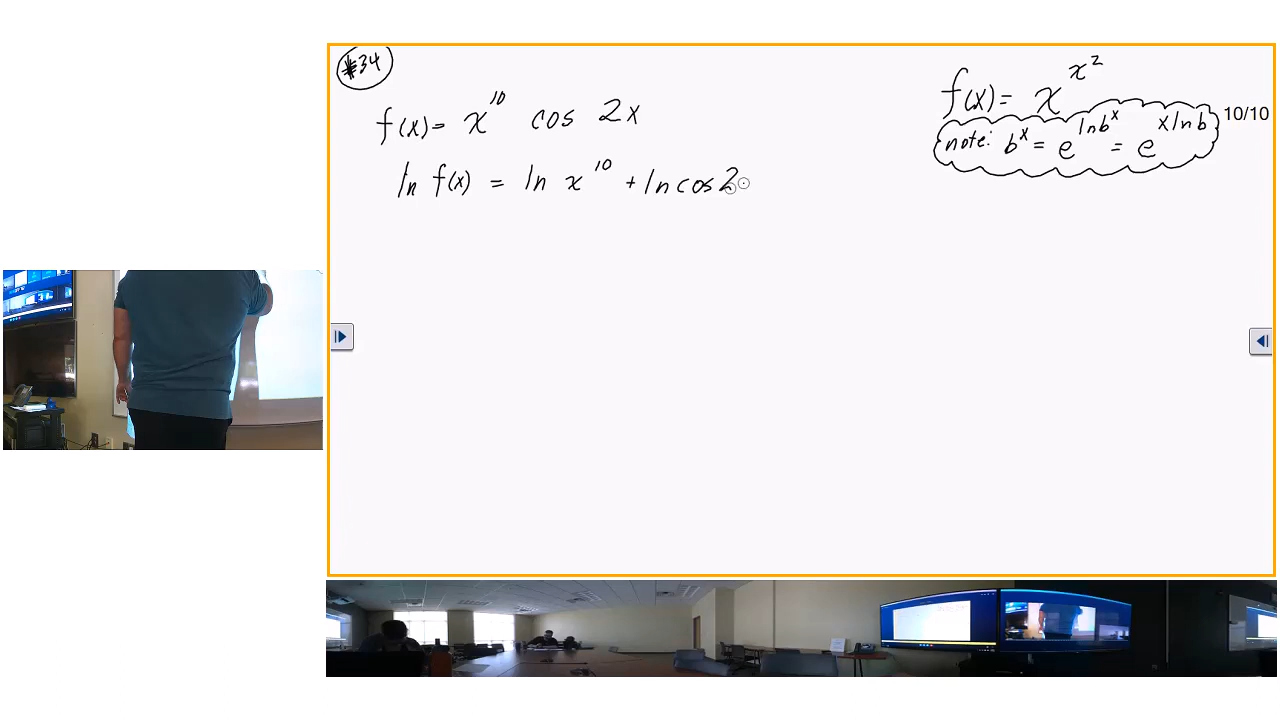 #34
f(x) = x^10 cos 2x
ln f(x) = ln x^10 + ln cos 2
f(x) = x^x^2
note: b^x = e^ln b^x = e^x ln b
10/10